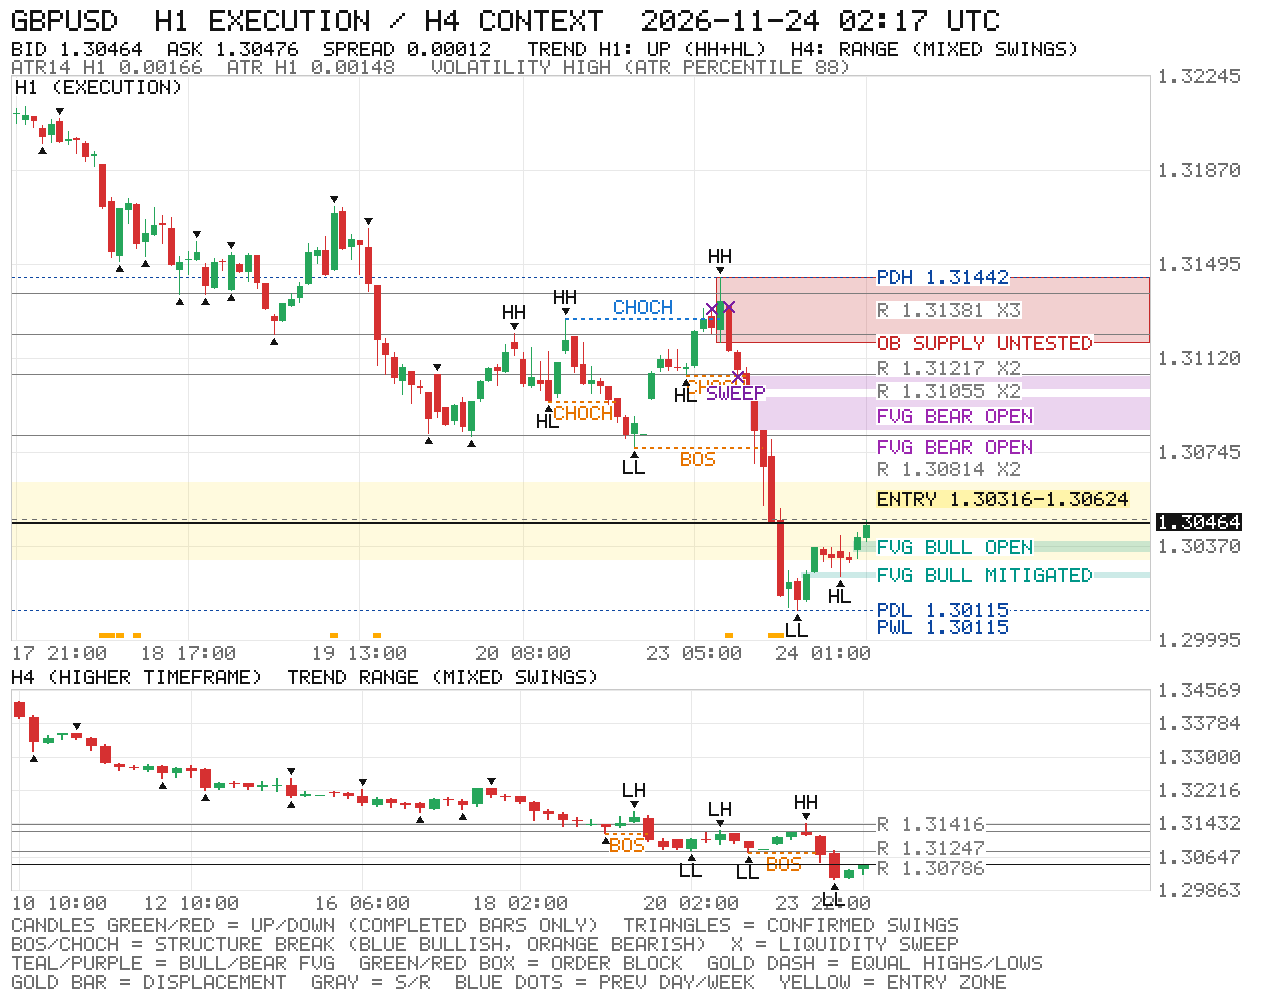 GBPUSD  H1 EXECUTION / H4 CONTEXT  2026-11-24 02:17 UTC
BID 1.30464  ASK 1.30476  SPREAD 0.00012   TREND H1: UP (HH+HL)  H4: RANGE (MIXED SWINGS)
ATR14 H1 0.00166  ATR H1 0.00148   VOLATILITY HIGH (ATR PERCENTILE 88)
H1 (EXECUTION)
1.32245
1.31870
1.31495
1.31120
1.30745
1.30464
1.30370
1.29995
HH
HH
HH
CHOCH
PDH 1.31442
R 1.31381 X3
OB SUPPLY UNTESTED
R 1.31217 X2
R 1.31055 X2
HL
CHOCH
HL
CHOCH
SWEEP
FVG BEAR OPEN
FVG BEAR OPEN
LL
BOS
R 1.30814 X2
ENTRY 1.30316-1.30624
FVG BULL OPEN
FVG BULL MITIGATED
HL
LL
PDL 1.30115
PWL 1.30115
17 21:00  18 17:00  19 13:00  20 08:00  23 05:00  24 01:00
H4 (HIGHER TIMEFRAME)  TREND RANGE (MIXED SWINGS)
1.34569
1.33784
1.33000
1.32216
1.31432
1.30647
1.29863
LH
LH
HH
BOS
LL
LL
BOS
LL
R 1.31416
R 1.31247
R 1.30786
10 10:00  12 10:00  16 06:00  18 02:00  20 02:00  23 22:00
CANDLES GREEN/RED = UP/DOWN (COMPLETED BARS ONLY)  TRIANGLES = CONFIRMED SWINGS
BOS/CHOCH = STRUCTURE BREAK (BLUE BULLISH, ORANGE BEARISH)  X = LIQUIDITY SWEEP
TEAL/PURPLE = BULL/BEAR FVG  GREEN/RED BOX = ORDER BLOCK  GOLD DASH = EQUAL HIGHS/LOWS
GOLD BAR = DISPLACEMENT  GRAY = S/R  BLUE DOTS = PREV DAY/WEEK  YELLOW = ENTRY ZONE